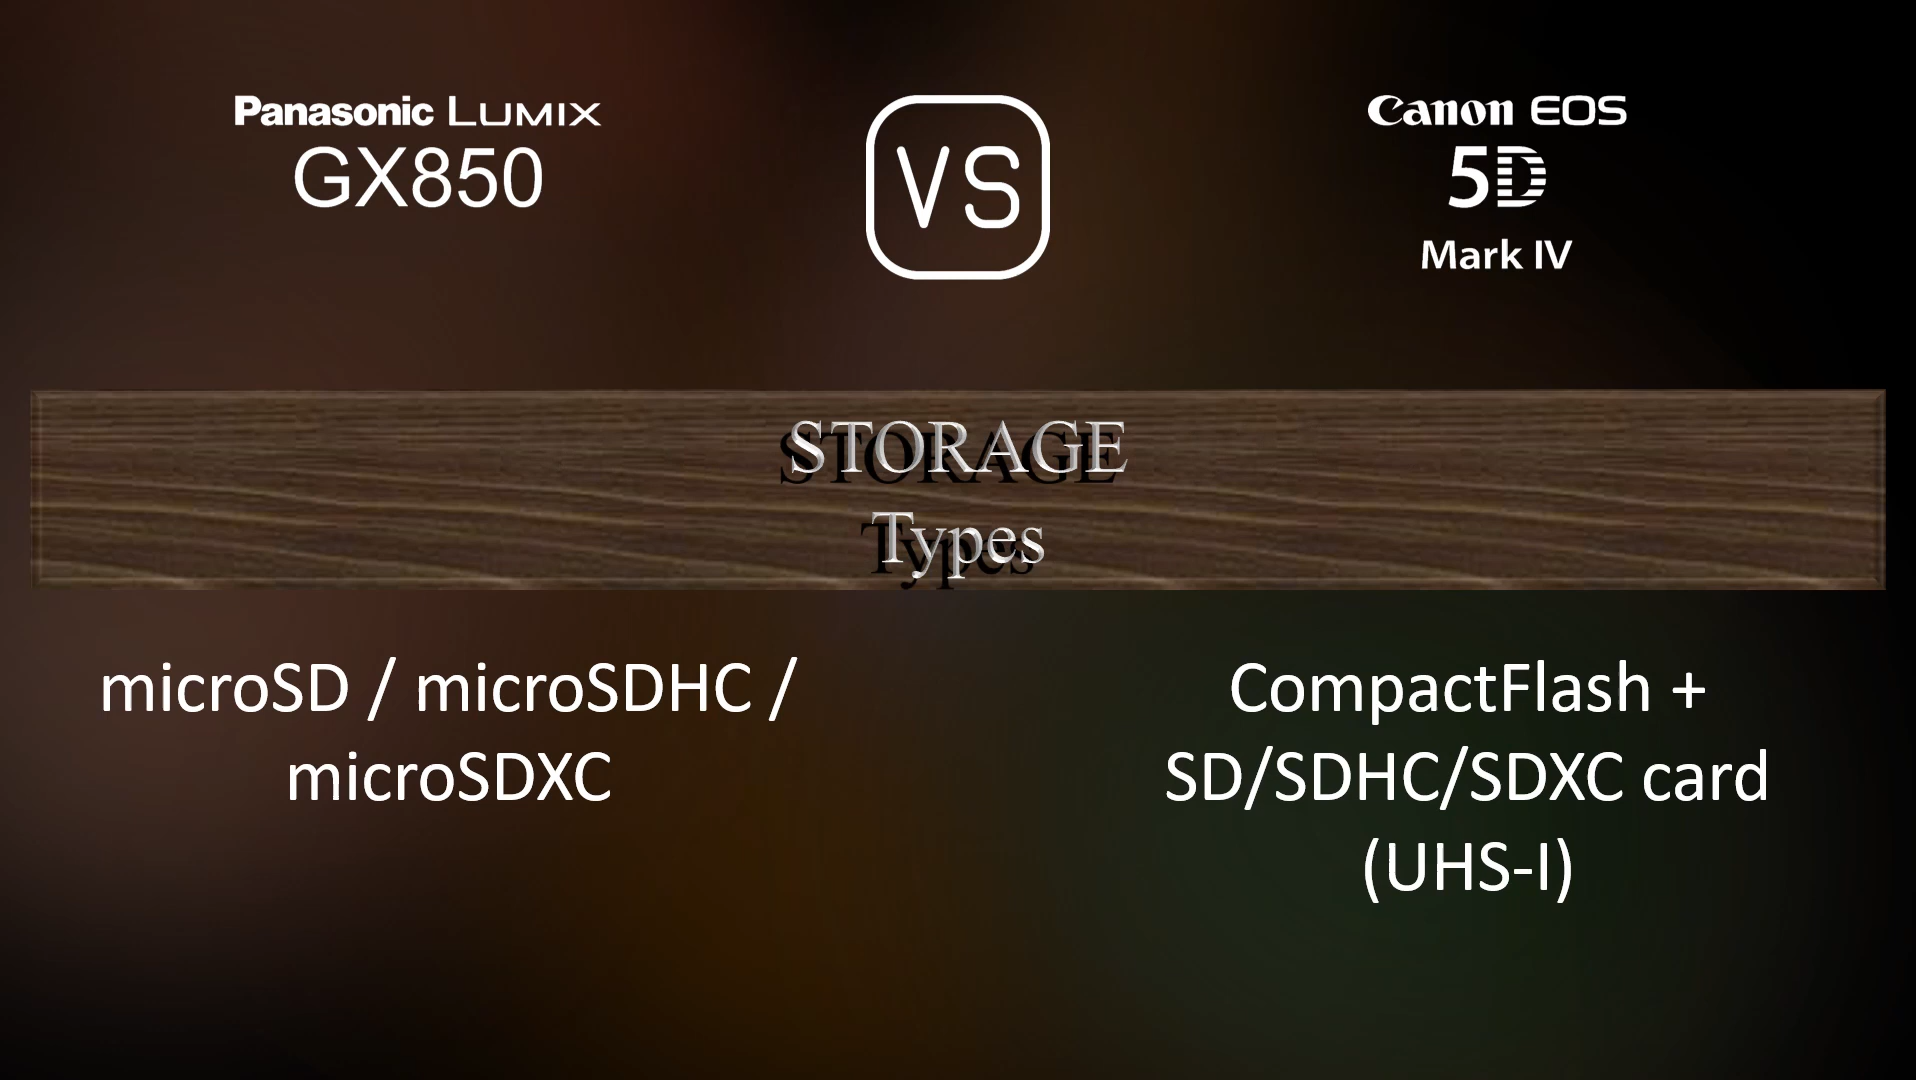 Panasonic LUMIX
GX850
VS
Canon EOS
5D
Mark IV
STORAGE
Types
microSD / microSDHC /
microSDXC
CompactFlash +
SD/SDHC/SDXC card
(UHS-I)